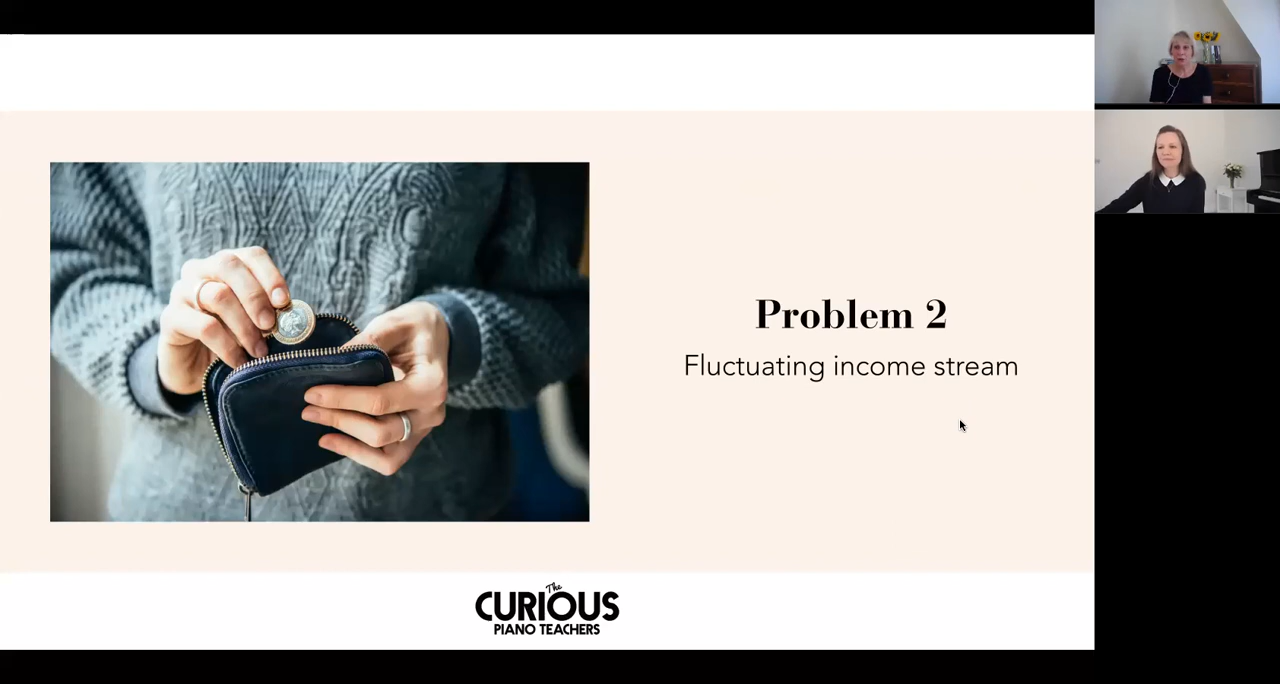 Problem 2
Fluctuating income stream
The
CURIOUS
PIANO TEACHERS